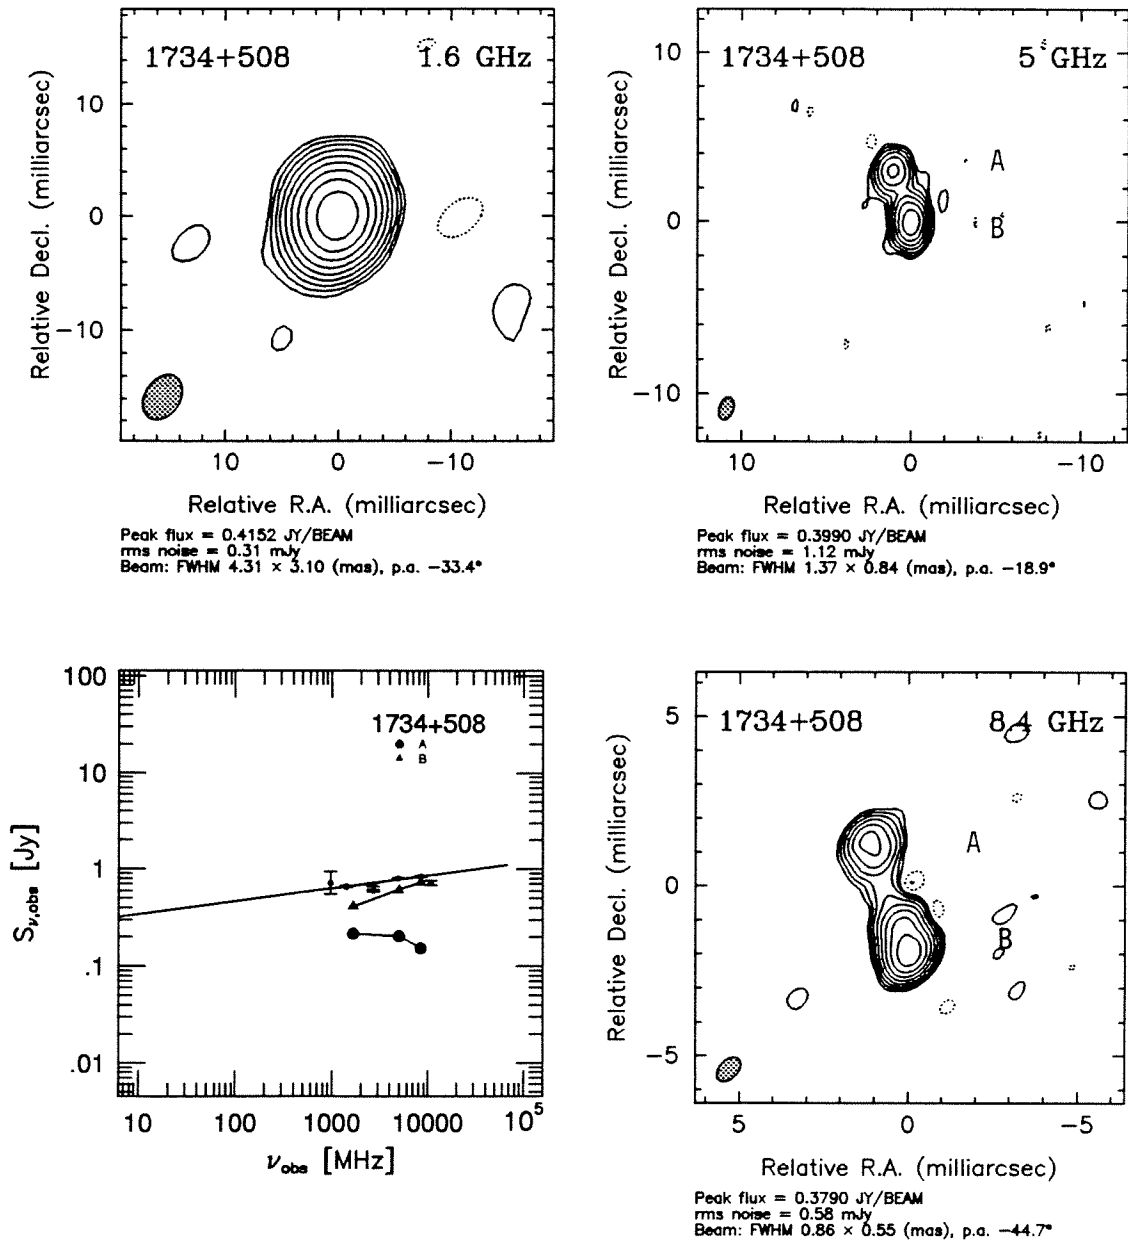 1734+508 1.6 GHz
10
0
−10
10 0 −10
Relative Decl. (milliarcsec)
Relative R.A. (milliarcsec)
Peak flux = 0.4152 JY/BEAM
rms noise = 0.31 mJy
Beam: FWHM 4.31 × 3.10 (mas), p.a. −33.4°
1734+508 5 GHz
A
B
10
0
−10
10 0 −10
Relative Decl. (milliarcsec)
Relative R.A. (milliarcsec)
Peak flux = 0.3990 JY/BEAM
rms noise = 1.12 mJy
Beam: FWHM 1.37 × 0.84 (mas), p.a. −18.9°
1734+508
A
B
100
10
1
.1
.01
10 100 1000 10000 10⁵
S_ν,obs [Jy]
ν_obs [MHz]
1734+508 8.4 GHz
A
B
5
0
−5
5 0 −5
Relative Decl. (milliarcsec)
Relative R.A. (milliarcsec)
Peak flux = 0.3790 JY/BEAM
rms noise = 0.58 mJy
Beam: FWHM 0.86 × 0.55 (mas), p.a. −44.7°